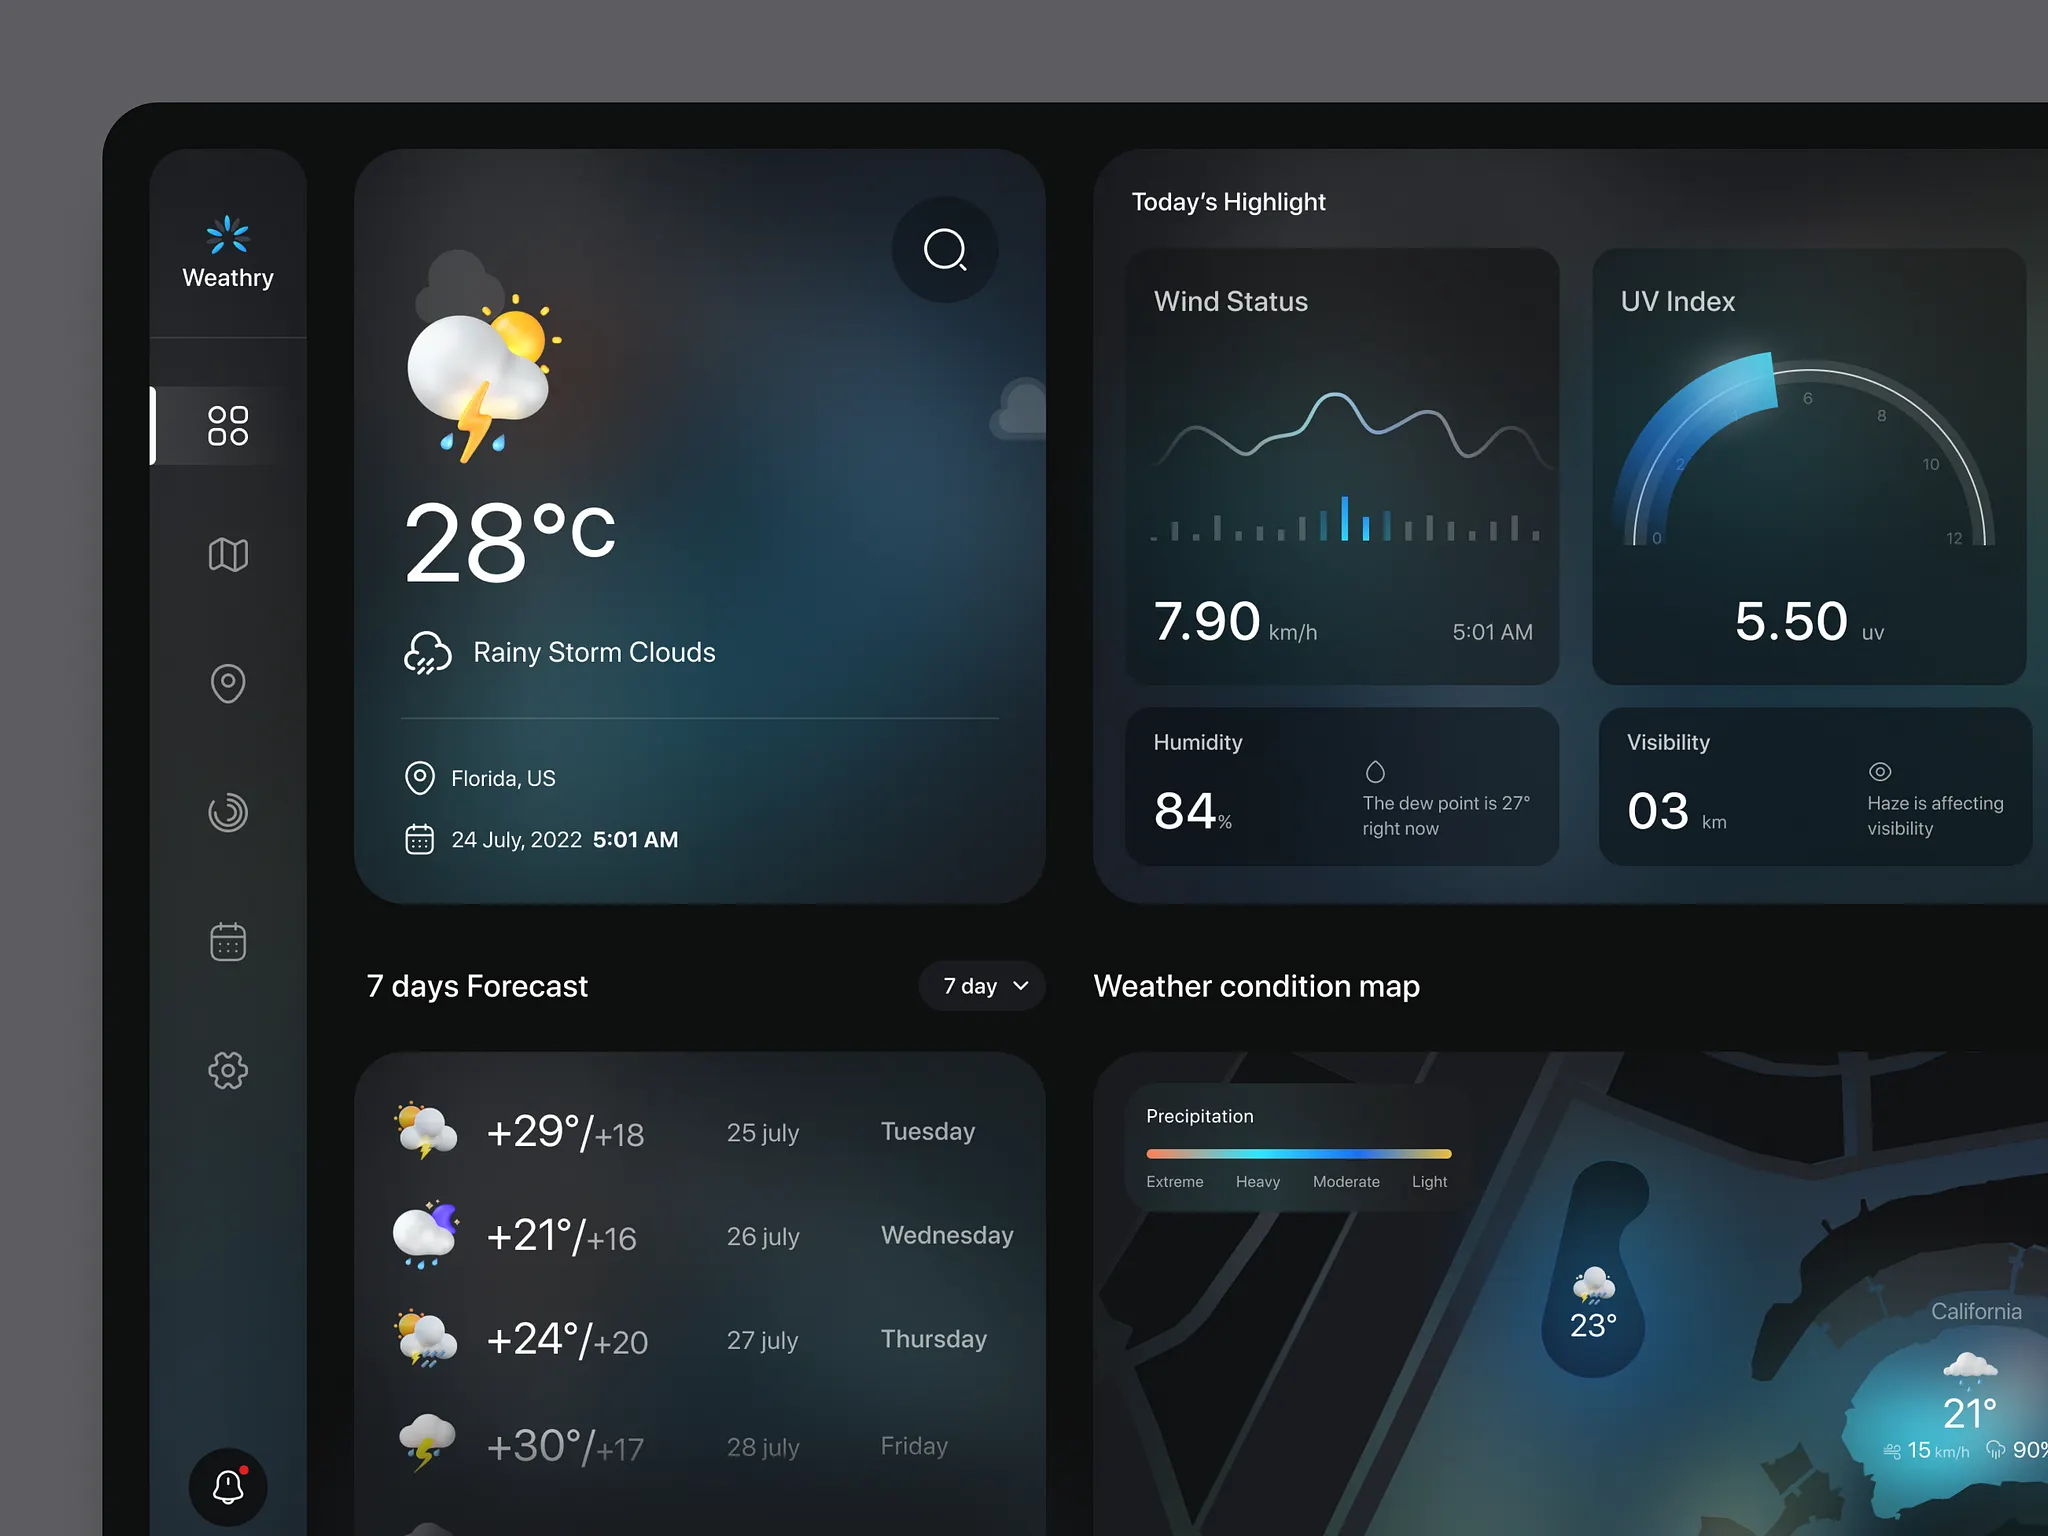 Weathry
28°C
Rainy Storm Clouds
Florida, US
24 July, 2022 5:01 AM
Today's Highlight
Wind Status
7.90 km/h
5:01 AM
UV Index
0
2
6
8
10
12
5.50 uv
Humidity
84%
The dew point is 27°
right now
Visibility
03 km
Haze is affecting
visibility
7 days Forecast
7 day
+29°/+18 25 july Tuesday
+21°/+16 26 july Wednesday
+24°/+20 27 july Thursday
+30°/+17 28 july Friday
Weather condition map
Precipitation
Extreme Heavy Moderate Light
23°
California
21°
15 km/h 90%